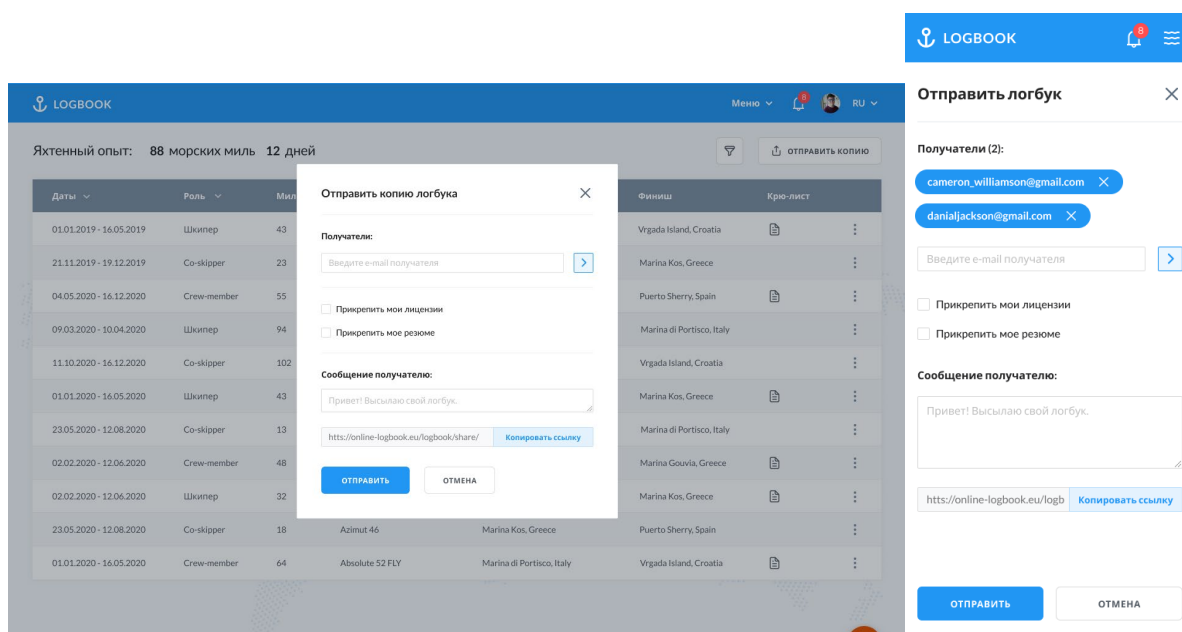 LOGBOOK
Меню
8
RU
Яхтенный опыт: 88 морских миль 12 дней
ОТПРАВИТЬ КОПИЮ
Даты Роль Мил Финиш Крю-лист
01.01.2019 - 16.05.2019 Шкипер 43 Vrgada Island, Croatia
21.11.2019 - 19.12.2019 Co-skipper 23 Marina Kos, Greece
04.05.2020 - 16.12.2020 Crew-member 55 Puerto Sherry, Spain
09.03.2020 - 10.04.2020 Шкипер 94 Marina di Portisco, Italy
11.10.2020 - 16.12.2020 Co-skipper 102 Vrgada Island, Croatia
01.01.2020 - 16.05.2020 Шкипер 43 Marina Kos, Greece
23.05.2020 - 12.08.2020 Co-skipper 13 Marina di Portisco, Italy
02.02.2020 - 12.06.2020 Crew-member 48 Marina Gouvia, Greece
02.02.2020 - 12.06.2020 Шкипер 32 Marina Kos, Greece
23.05.2020 - 12.08.2020 Co-skipper 18 Azimut 46 Marina Kos, Greece Puerto Sherry, Spain
01.01.2020 - 16.05.2020 Crew-member 64 Absolute 52 FLY Marina di Portisco, Italy Vrgada Island, Croatia
Отправить копию логбука
Получатели:
Введите e-mail получателя
Прикрепить мои лицензии
Прикрепить мое резюме
Сообщение получателю:
Привет! Высылаю свой логбук.
htts://online-logbook.eu/logbook/share/ Копировать ссылку
ОТПРАВИТЬ ОТМЕНА
LOGBOOK
8
Отправить логбук
Получатели (2):
cameron_williamson@gmail.com
danialjackson@gmail.com
Введите e-mail получателя
Прикрепить мои лицензии
Прикрепить мое резюме
Сообщение получателю:
Привет! Высылаю свой логбук.
htts://online-logbook.eu/logb Копировать ссылку
ОТПРАВИТЬ ОТМЕНА